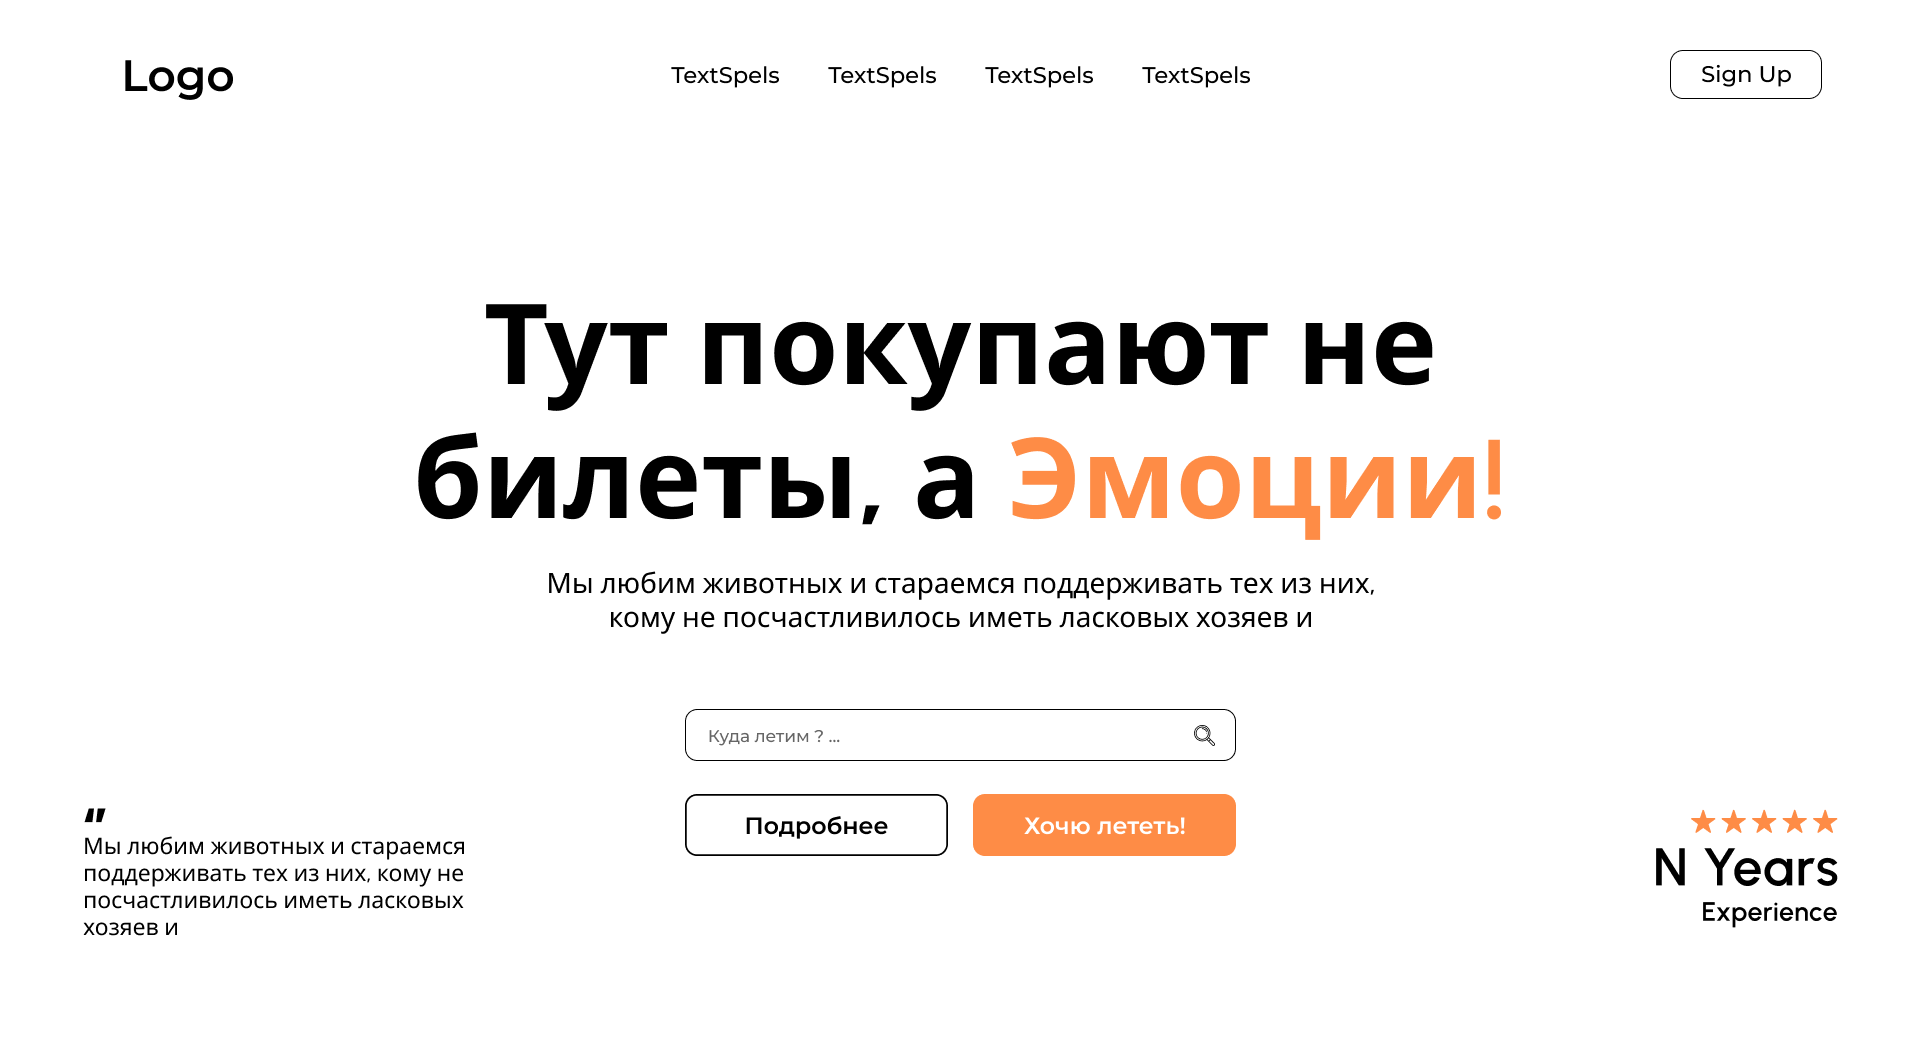 Logo
TextSpels TextSpels TextSpels TextSpels
Sign Up
Тут покупают не
билеты, а Эмоции!
Мы любим животных и стараемся поддерживать тех из них,
кому не посчастливилось иметь ласковых хозяев и
Куда летим ? ...
Подробнее
Хочю лететь!
"
Мы любим животных и стараемся
поддерживать тех из них, кому не
посчастливилось иметь ласковых
хозяев и
N Years
Experience